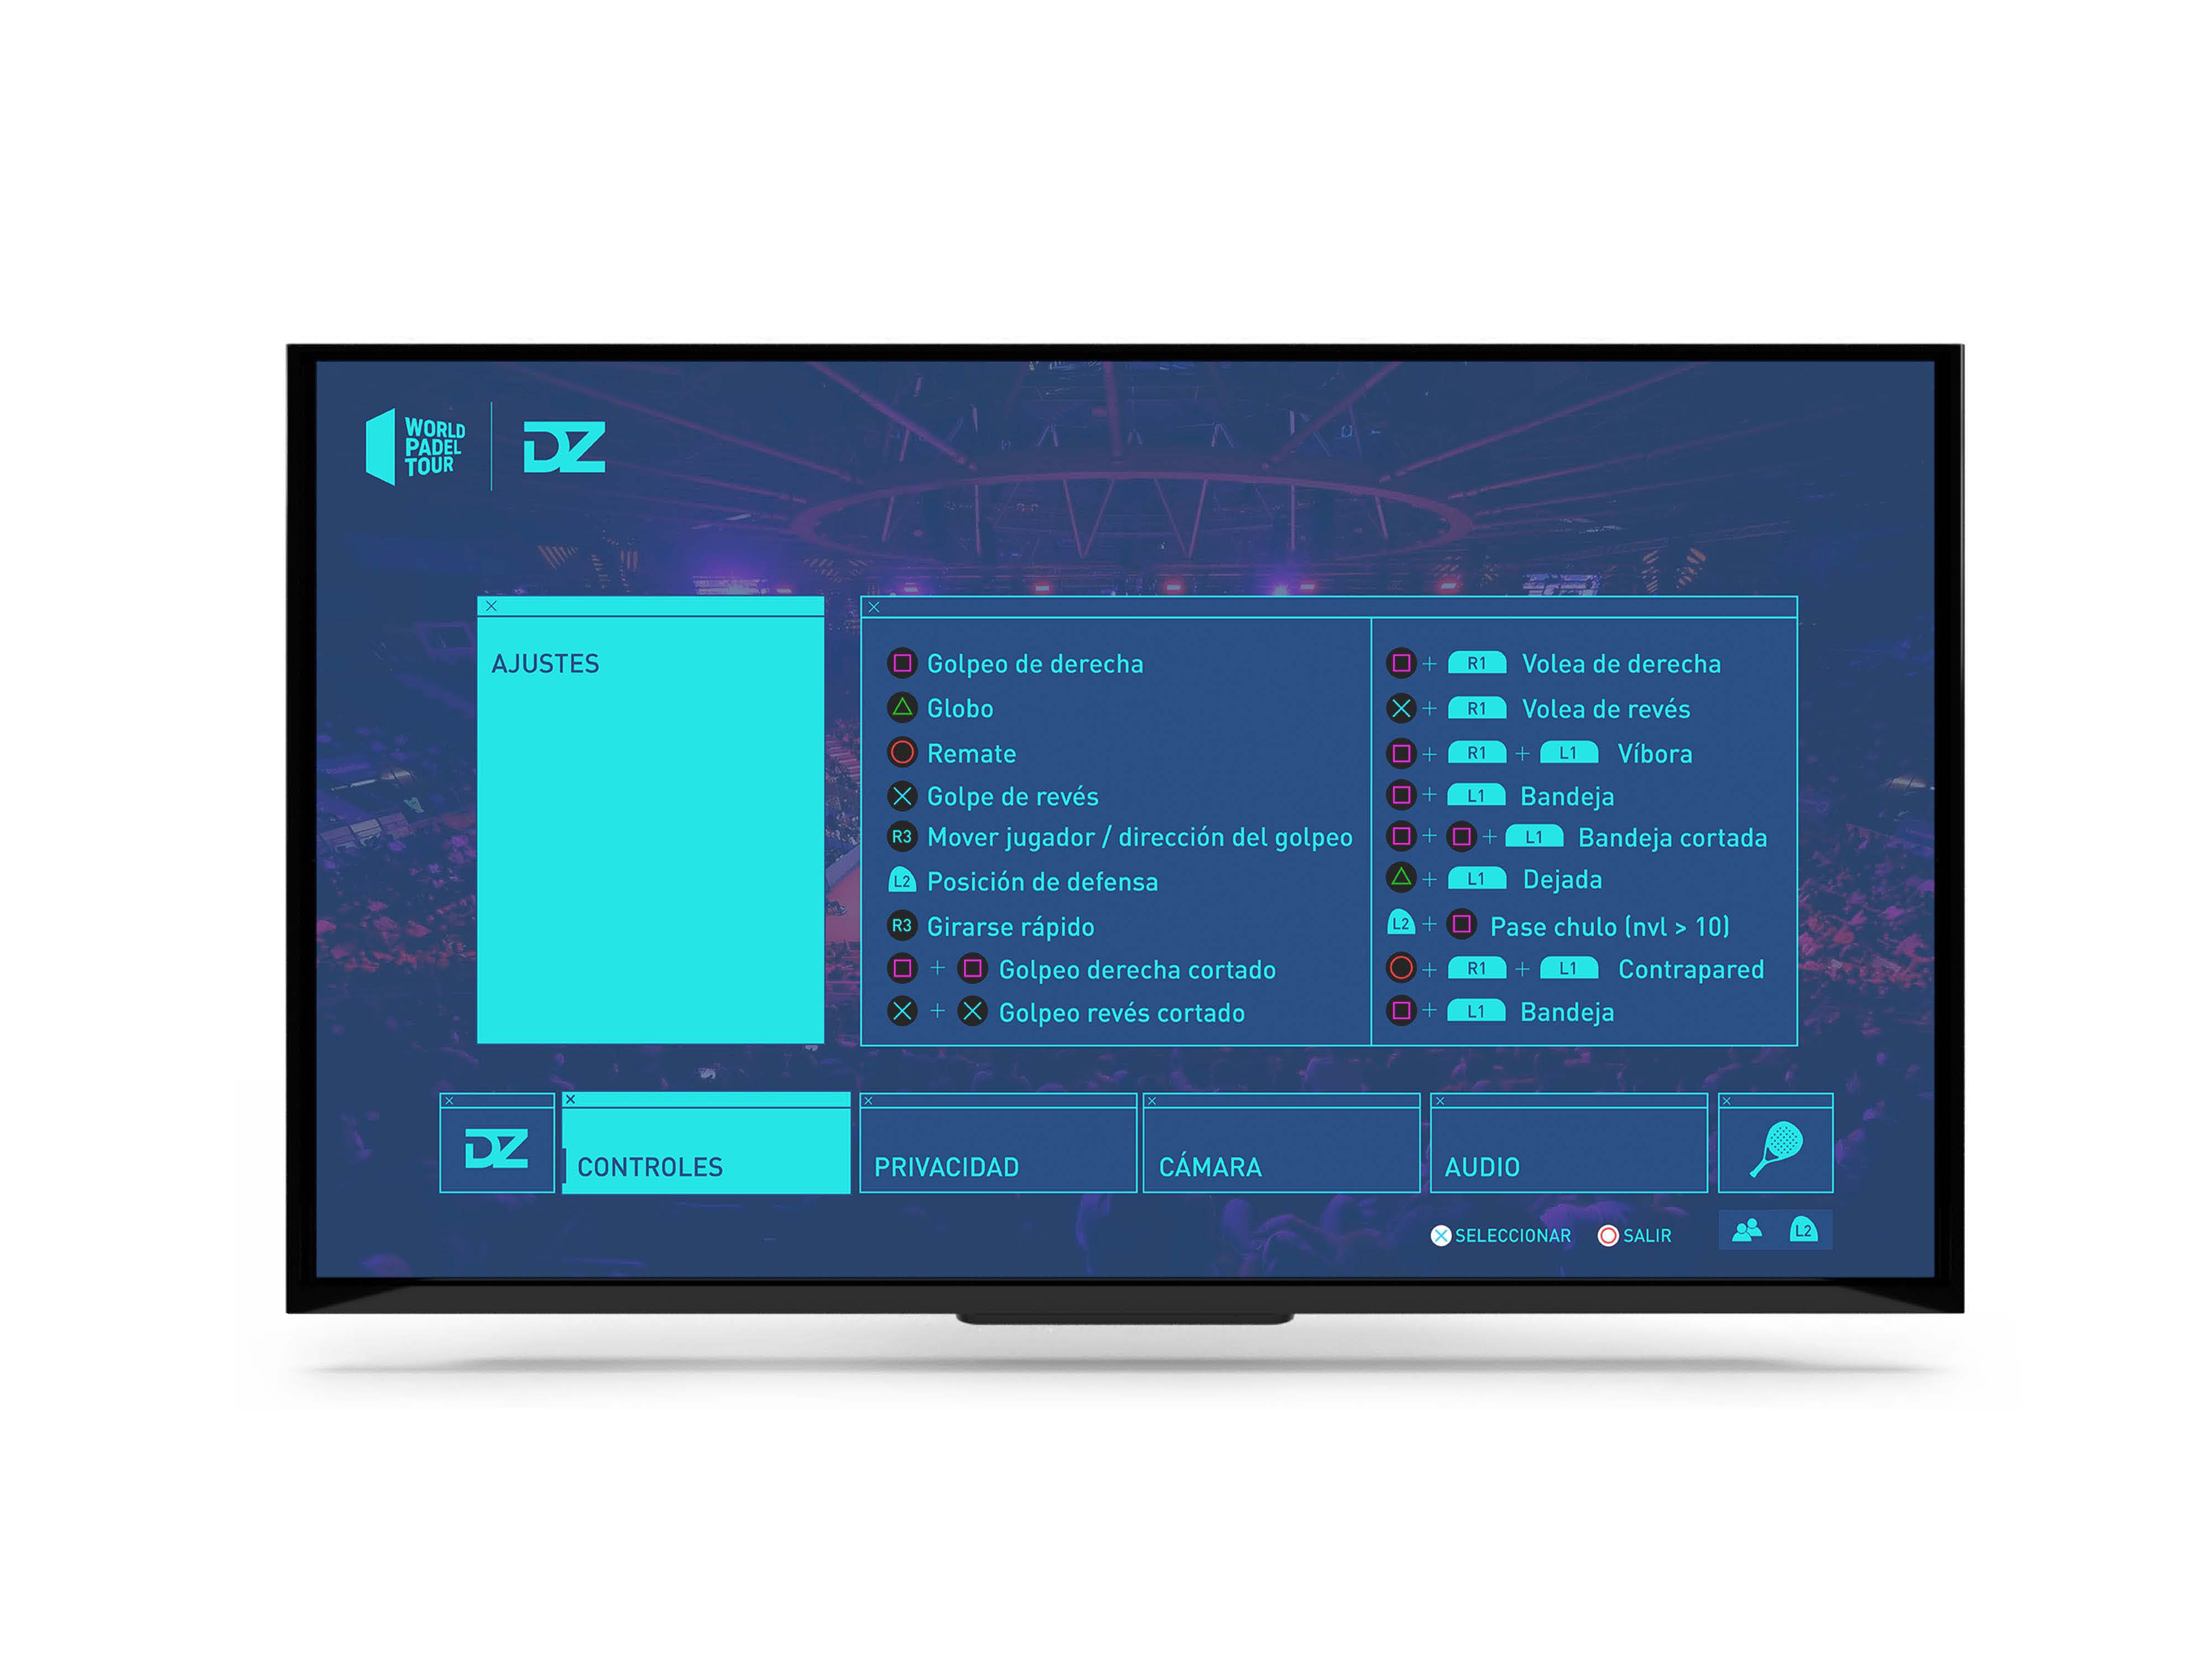 WORLD
PADEL
TOUR
DZ
AJUSTES
Golpeo de derecha
Globo
Remate
Golpe de revés
R3 Mover jugador / dirección del golpeo
L2 Posición de defensa
R3 Girarse rápido
+ Golpeo derecha cortado
+ Golpeo revés cortado
+ R1 Volea de derecha
+ R1 Volea de revés
+ R1 + L1 Víbora
+ L1 Bandeja
+ + L1 Bandeja cortada
+ L1 Dejada
L2 + Pase chulo (nvl > 10)
+ R1 + L1 Contrapared
+ L1 Bandeja
DZ
CONTROLES
PRIVACIDAD
CÁMARA
AUDIO
SELECCIONAR
SALIR
L2